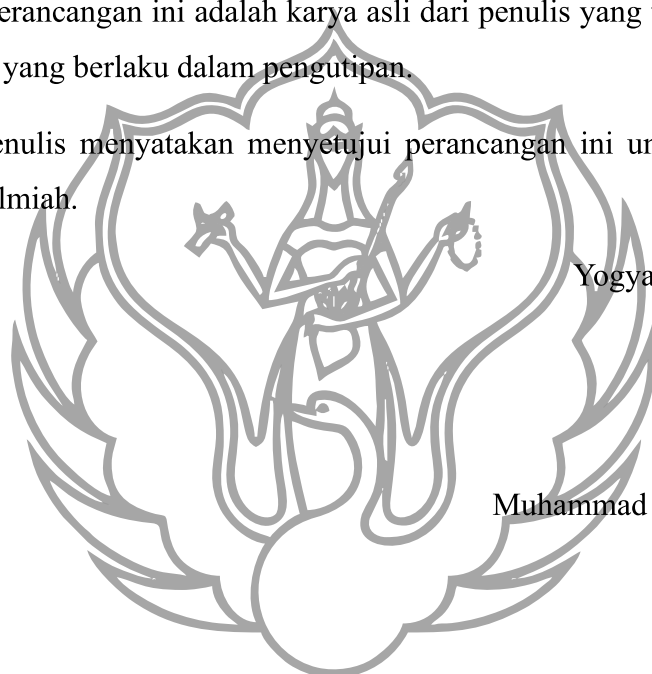 erancangan ini adalah karya asli dari penulis yang
yang berlaku dalam pengutipan.
enulis menyatakan menyetujui perancangan ini un
lmiah.
Yogya
Muhammad